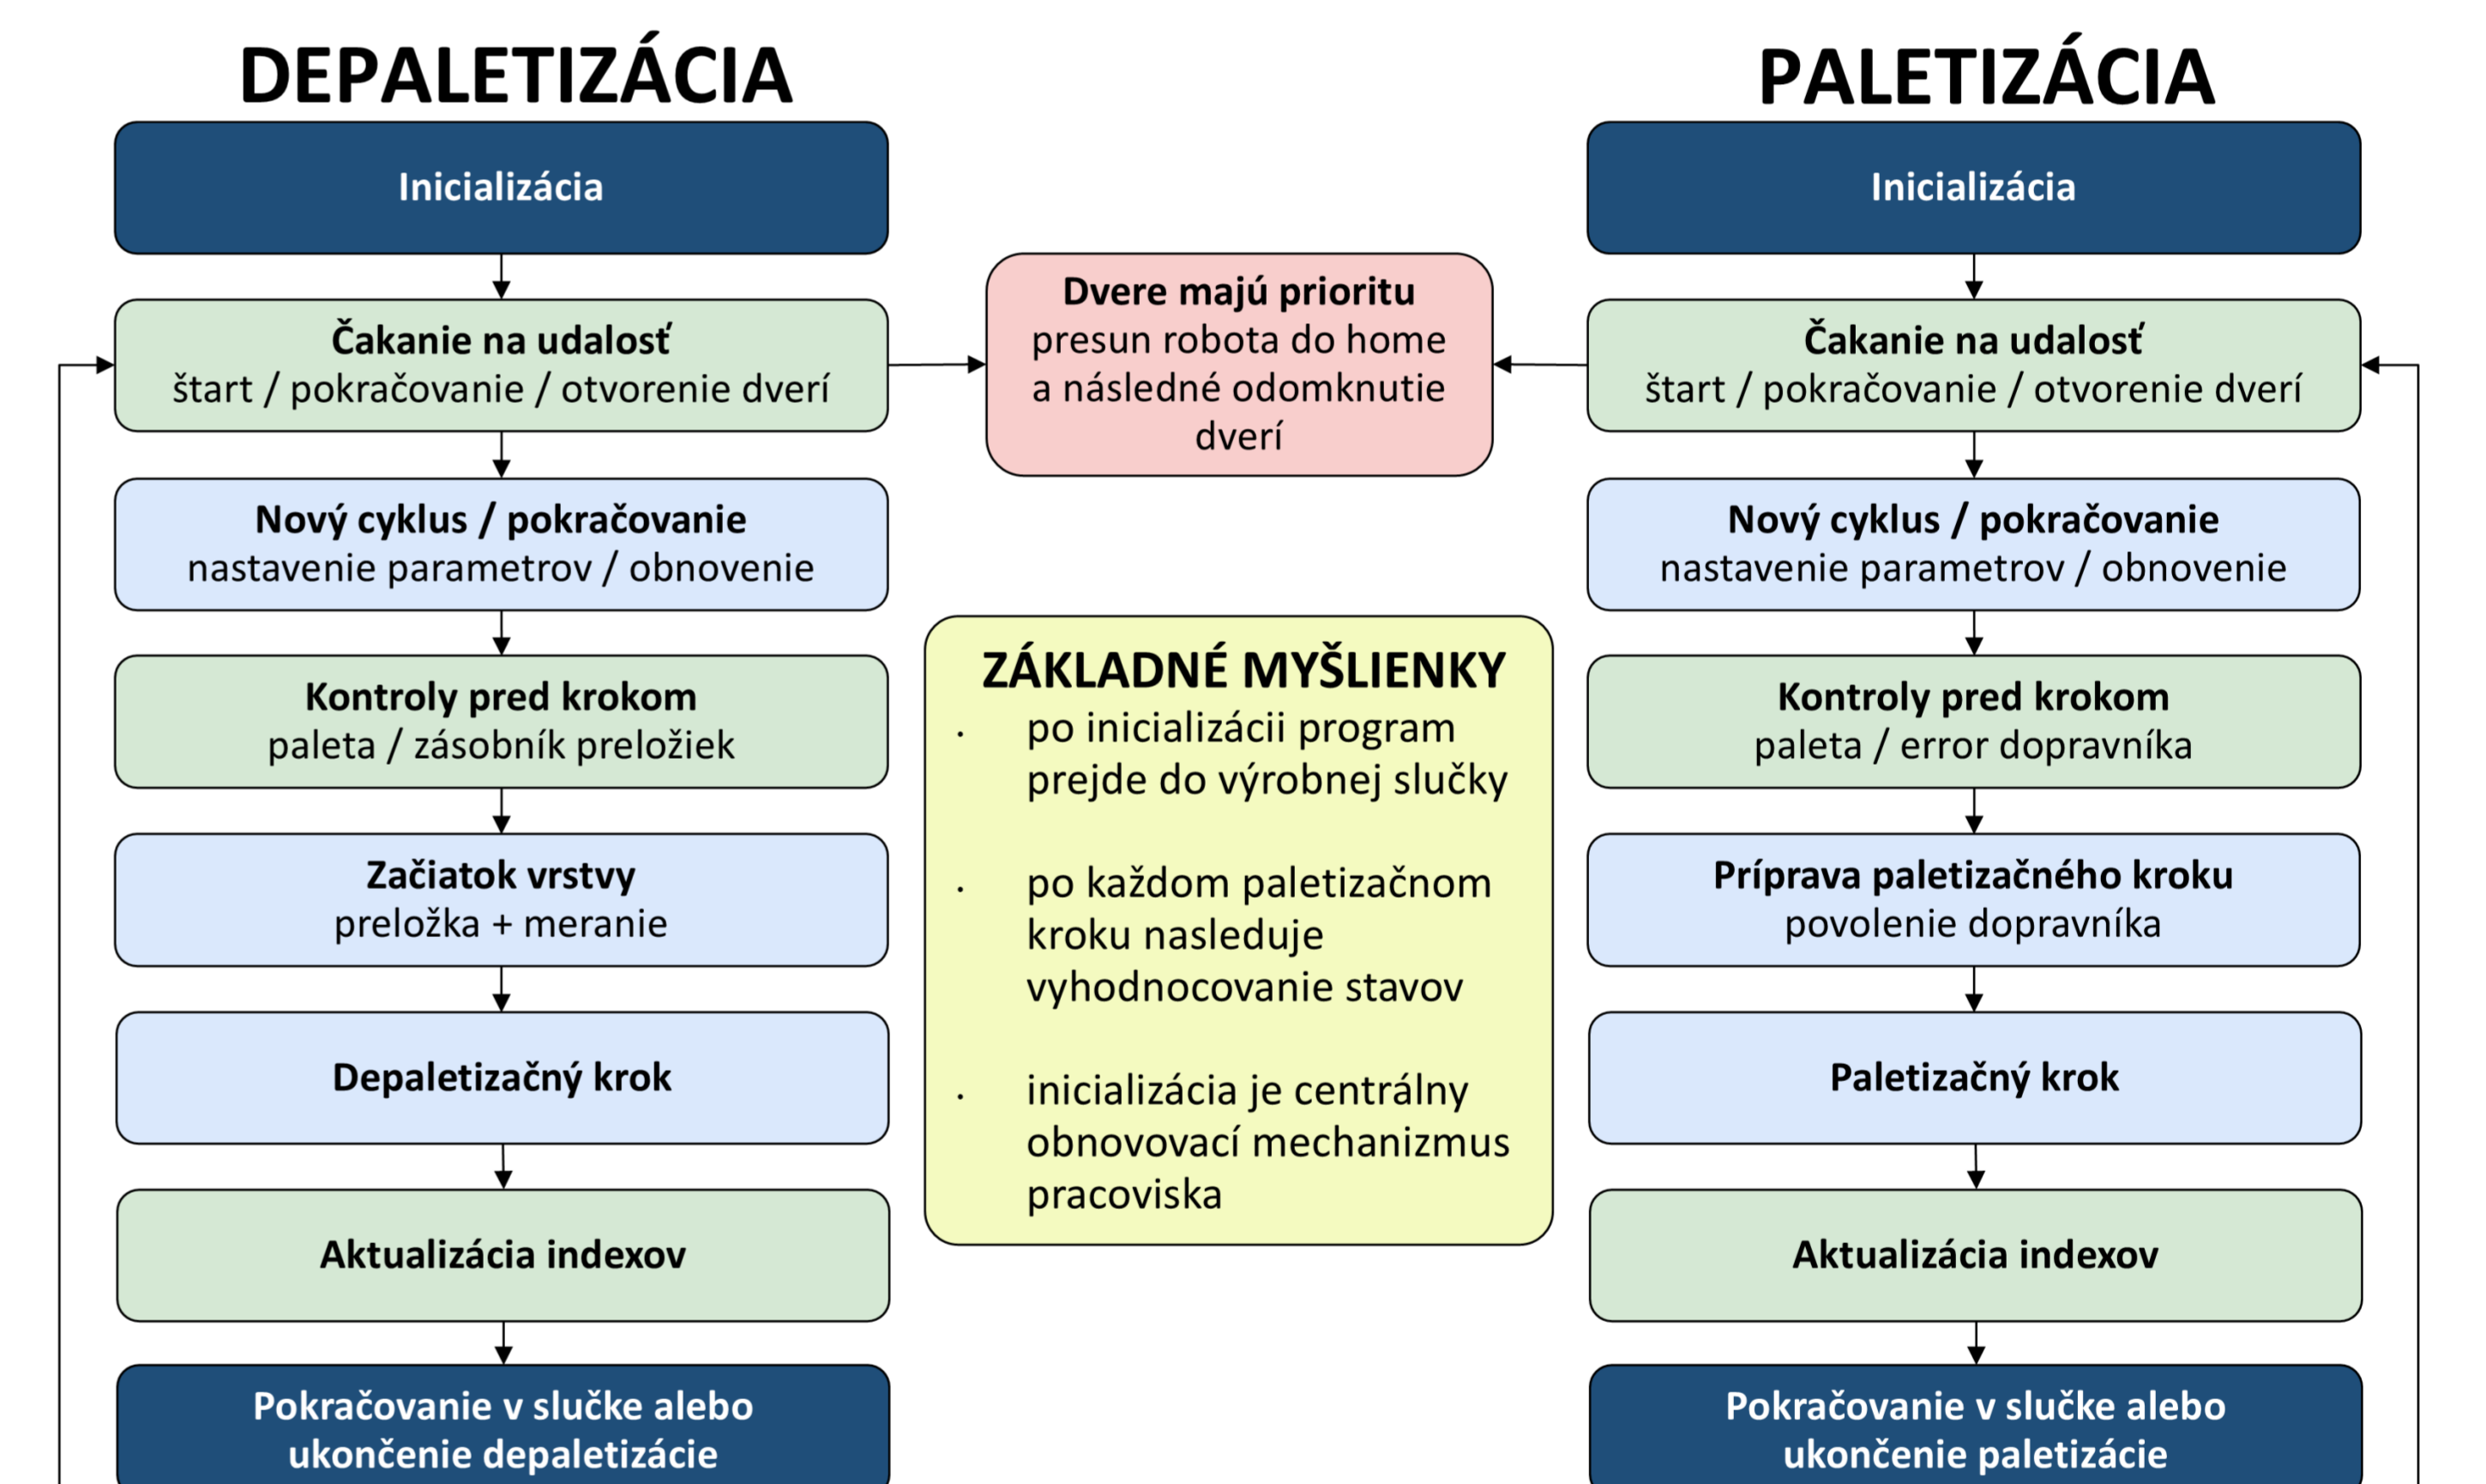 DEPALETIZÁCIA
Inicializácia
Čakanie na udalosť
štart / pokračovanie / otvorenie dverí
Nový cyklus / pokračovanie
nastavenie parametrov / obnovenie
Kontroly pred krokom
paleta / zásobník preložiek
Začiatok vrstvy
preložka + meranie
Depaletizačný krok
Aktualizácia indexov
Pokračovanie v slučke alebo
ukončenie depaletizácie
Dvere majú prioritu
presun robota do home
a následné odomknutie
dverí
ZÁKLADNÉ MYŠLIENKY
· po inicializácii program
prejde do výrobnej slučky
· po každom paletizačnom
kroku nasleduje
vyhodnocovanie stavov
· inicializácia je centrálny
obnovovací mechanizmus
pracoviska
PALETIZÁCIA
Inicializácia
Čakanie na udalosť
štart / pokračovanie / otvorenie dverí
Nový cyklus / pokračovanie
nastavenie parametrov / obnovenie
Kontroly pred krokom
paleta / error dopravníka
Príprava paletizačného kroku
povolenie dopravníka
Paletizačný krok
Aktualizácia indexov
Pokračovanie v slučke alebo
ukončenie paletizácie